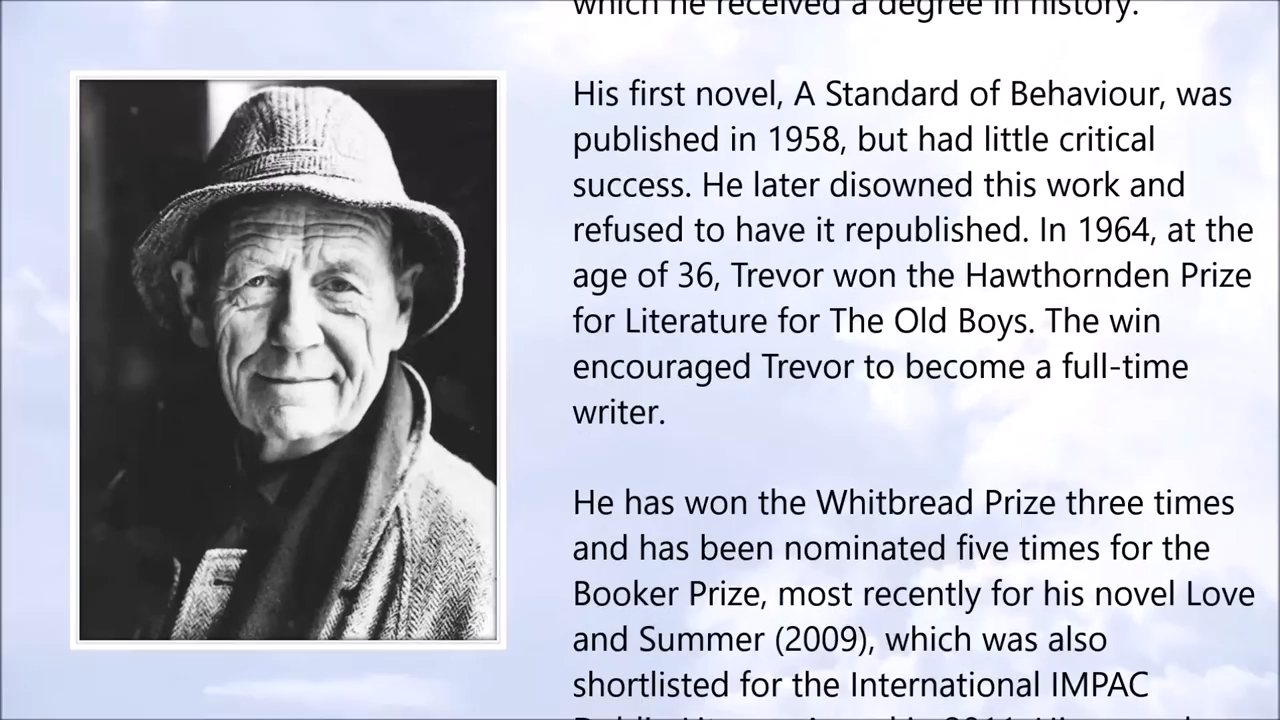 which he received a degree in history.
His first novel, A Standard of Behaviour, was
published in 1958, but had little critical
success. He later disowned this work and
refused to have it republished. In 1964, at the
age of 36, Trevor won the Hawthornden Prize
for Literature for The Old Boys. The win
encouraged Trevor to become a full-time
writer.
He has won the Whitbread Prize three times
and has been nominated five times for the
Booker Prize, most recently for his novel Love
and Summer (2009), which was also
shortlisted for the International IMPAC